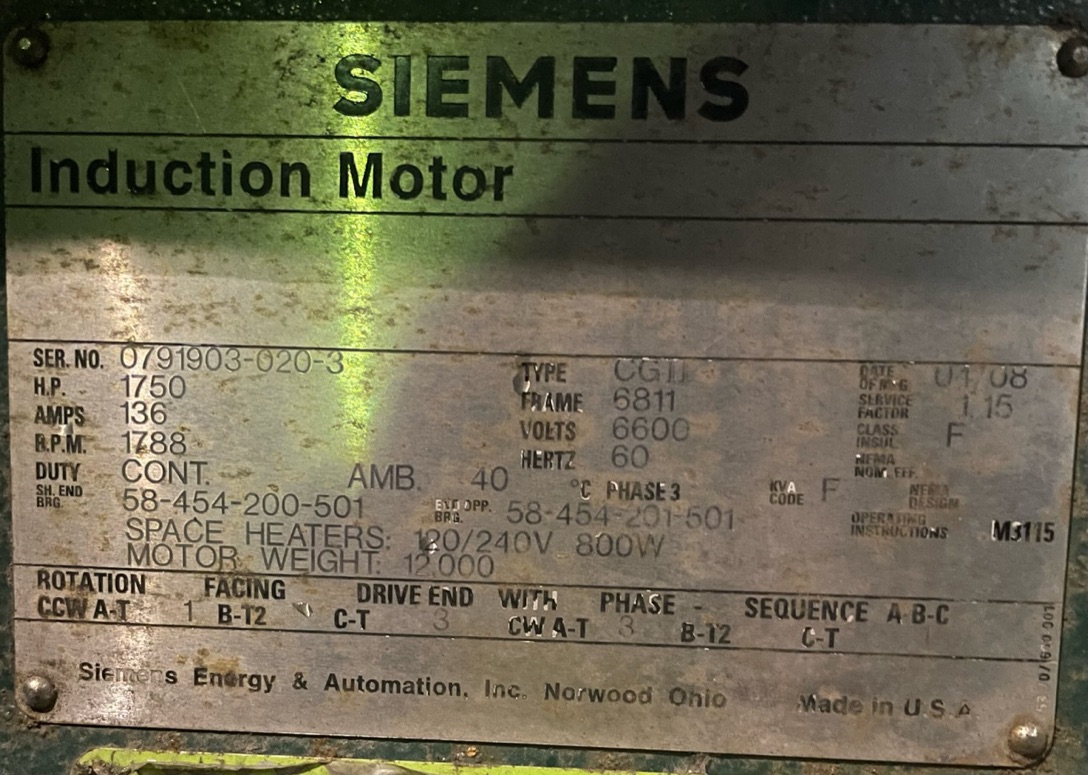 SIEMENS
Induction Motor
SER. NO. 0791903-020-3 TYPE CGII DATE OF MFG 01/08
H.P. 1750 FRAME 6811 SERVICE FACTOR 1.15
AMPS 136 VOLTS 6600 CLASS INSUL F
R.P.M. 1788 HERTZ 60 NEMA NOM. EFF.
DUTY CONT. AMB. 40 °C PHASE 3 KVA CODE F NEMA DESIGN
SH. END BRG. 58-454-200-501 OPP. BRG. 58-454-201-501 OPERATING INSTRUCTIONS M3115
SPACE HEATERS: 120/240V 800W
MOTOR WEIGHT: 12,000
ROTATION FACING DRIVE END WITH PHASE - SEQUENCE A-B-C
CCW A-T 1 B-T2 C-T 3 CW A-T 3 B-T2 C-T
Siemens Energy & Automation, Inc. Norwood Ohio Made in U.S.A